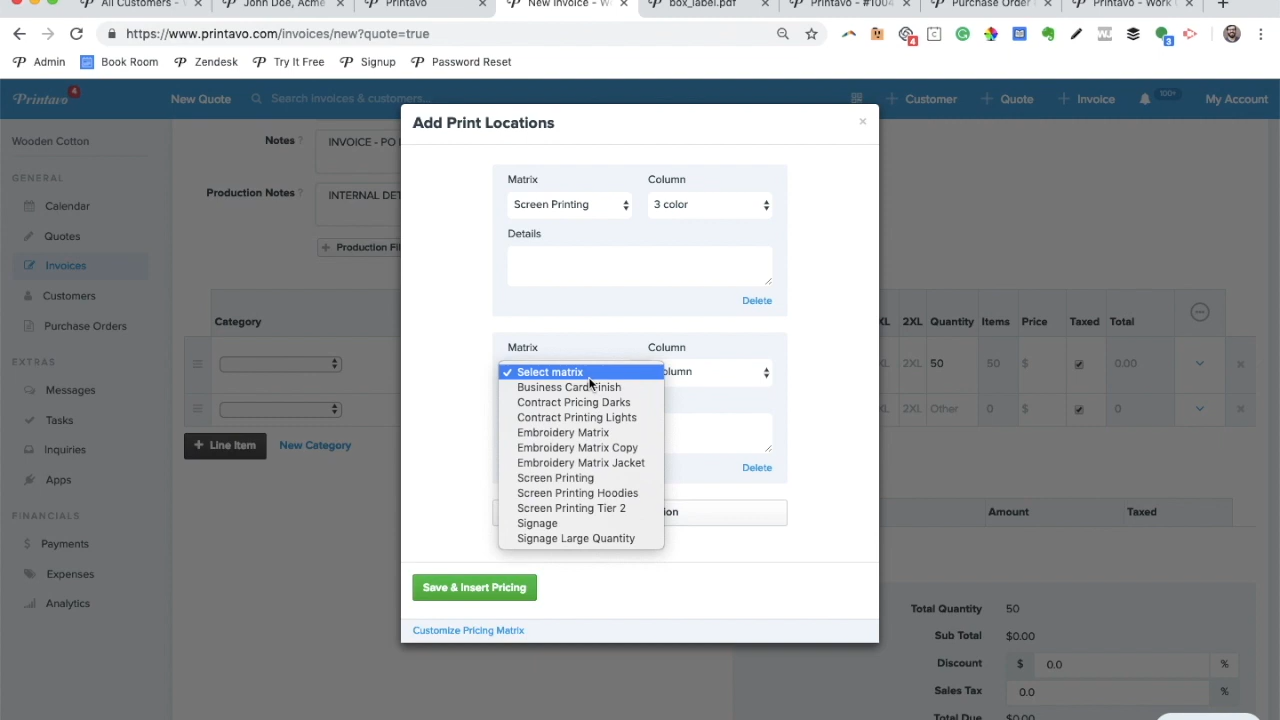 All Customers -
John Doe, Acme
Printavo
New Invoice - W
box_label.pdf
Printavo - #1004
Purchase Order
Printavo - Work
https://www.printavo.com/invoices/new?quote=true
4
3
Admin
Book Room
Zendesk
Try It Free
Signup
Password Reset
Printavo 4
New Quote
Search invoices & customers...
Customer
Quote
Invoice
100+
My Account
Wooden Cotton
GENERAL
Calendar
Quotes
Invoices
Customers
Purchase Orders
EXTRAS
Messages
Tasks
Inquiries
Apps
FINANCIALS
Payments
Expenses
Analytics
Notes ?
INVOICE - PO
Production Notes ?
INTERNAL DET
+ Production Fil
Category
XL 2XL Quantity Items Price Taxed Total
XL 2XL 50 50 $ 0.00
XL 2XL Other 0 $ 0
+ Line Item
New Category
Amount Taxed
Total Quantity 50
Sub Total $0.00
Discount $ 0.0 %
Sales Tax 0.0 %
Total Due $0.00
Add Print Locations
×
Matrix Column
Screen Printing 3 color
Details
Delete
Matrix Column
✓ Select matrix
olumn
Business Card Finish
Contract Pricing Darks
Contract Printing Lights
Embroidery Matrix
Embroidery Matrix Copy
Embroidery Matrix Jacket
Screen Printing
Screen Printing Hoodies
Screen Printing Tier 2
Signage
Signage Large Quantity
Delete
ion
Save & Insert Pricing
Customize Pricing Matrix